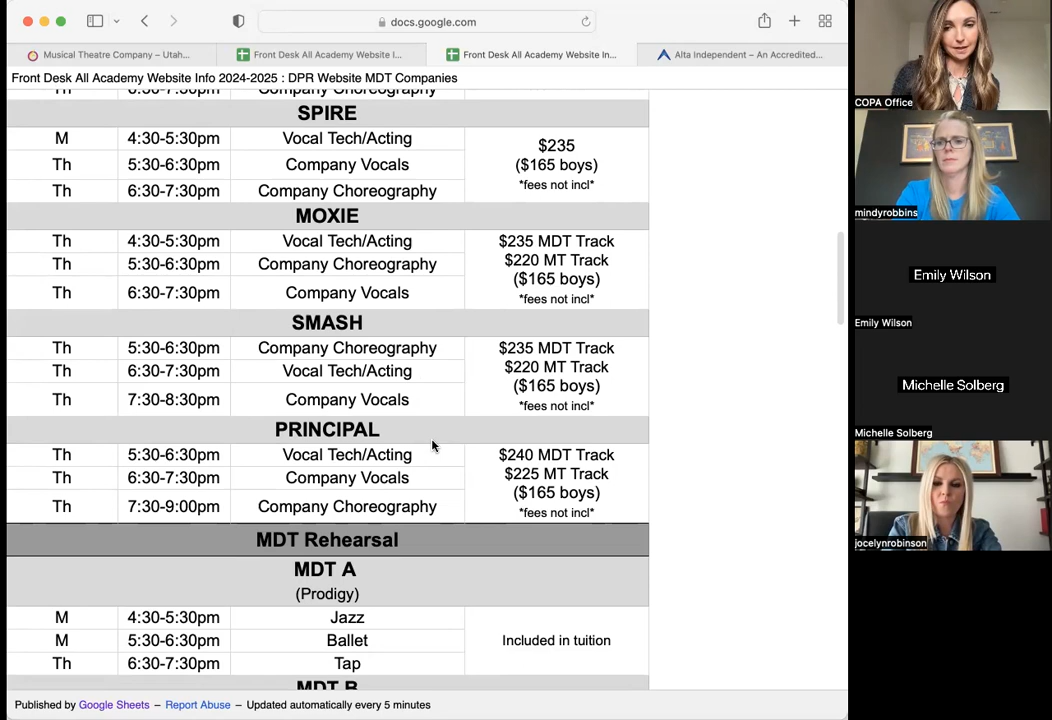 docs.google.com
Musical Theatre Company – Utah...
Front Desk All Academy Website I...
Front Desk All Academy Website In...
Alta Independent – An Accredited...
Front Desk All Academy Website Info 2024-2025 : DPR Website MDT Companies
Th 6:30-7:30pm Company Choreography
SPIRE
M 4:30-5:30pm Vocal Tech/Acting
Th 5:30-6:30pm Company Vocals
Th 6:30-7:30pm Company Choreography
$235
($165 boys)
*fees not incl*
MOXIE
Th 4:30-5:30pm Vocal Tech/Acting
Th 5:30-6:30pm Company Choreography
Th 6:30-7:30pm Company Vocals
$235 MDT Track
$220 MT Track
($165 boys)
*fees not incl*
SMASH
Th 5:30-6:30pm Company Choreography
Th 6:30-7:30pm Vocal Tech/Acting
Th 7:30-8:30pm Company Vocals
$235 MDT Track
$220 MT Track
($165 boys)
*fees not incl*
PRINCIPAL
Th 5:30-6:30pm Vocal Tech/Acting
Th 6:30-7:30pm Company Vocals
Th 7:30-9:00pm Company Choreography
$240 MDT Track
$225 MT Track
($165 boys)
*fees not incl*
MDT Rehearsal
MDT A
(Prodigy)
M 4:30-5:30pm Jazz
M 5:30-6:30pm Ballet
Th 6:30-7:30pm Tap
Included in tuition
MDT B
Published by Google Sheets – Report Abuse – Updated automatically every 5 minutes
COPA Office
mindyrobbins
Emily Wilson
Emily Wilson
Michelle Solberg
Michelle Solberg
jocelynrobinson